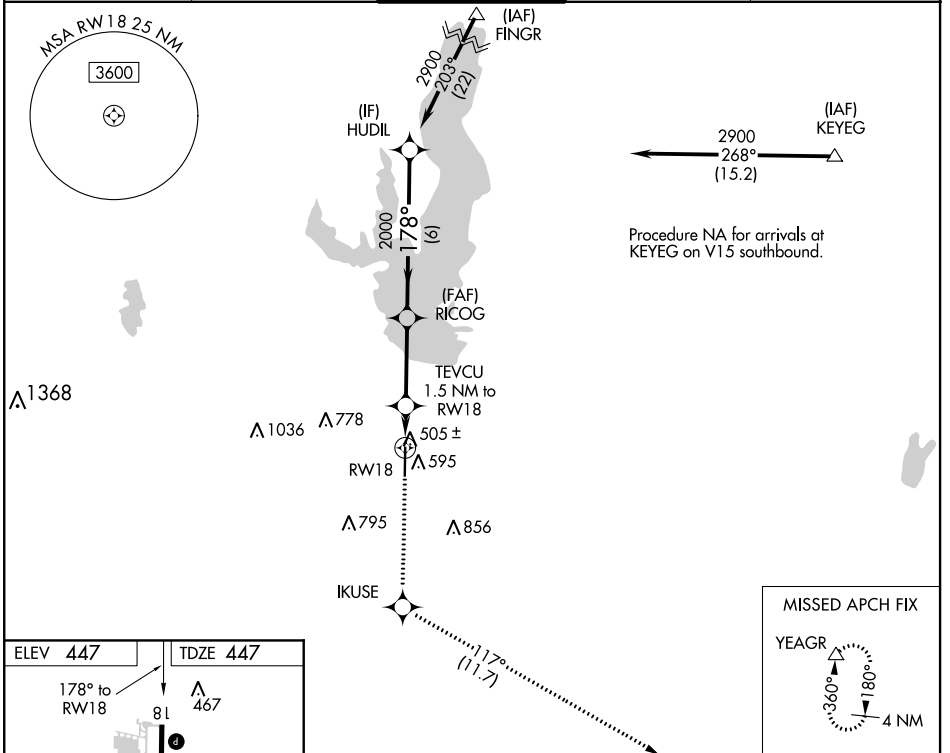 MSA RW18 25 NM
3600
(IAF)
FINGR
2900
203°
(22)
(IF)
HUDIL
(IAF)
KEYEG
2900
268°
(15.2)
Procedure NA for arrivals at
KEYEG on V15 southbound.
2000
178°
(6)
(FAF)
RICOG
TEVCU
1.5 NM to
RW18
1368
1036
778
505 ±
595
RW18
795
856
IKUSE
117°
(11.7)
MISSED APCH FIX
YEAGR
360°
180°
4 NM
ELEV 447
TDZE 447
178° to
RW18
467
18
P